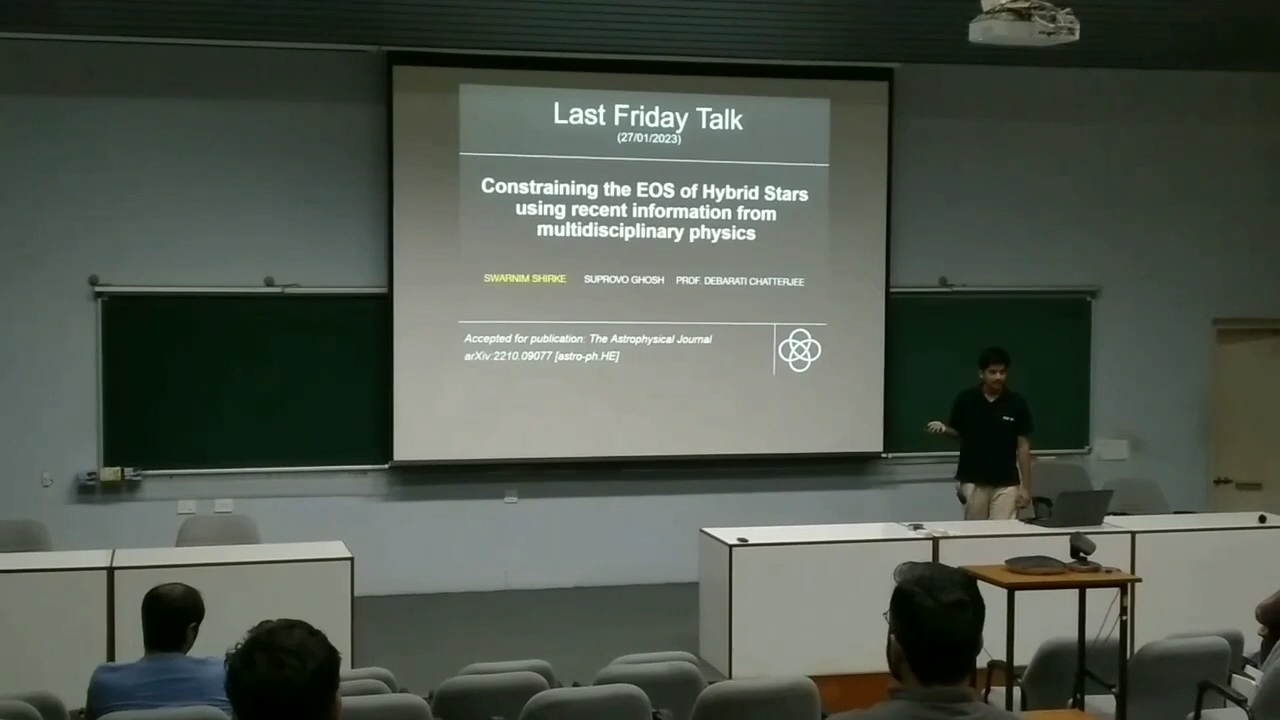 Last Friday Talk
(27/01/2023)
Constraining the EOS of Hybrid Stars
using recent information from
multidisciplinary physics
SWARNIM SHIRKE SUPROVO GHOSH PROF. DEBARATI CHATTERJEE
Accepted for publication: The Astrophysical Journal
arXiv:2210.09077 [astro-ph.HE]